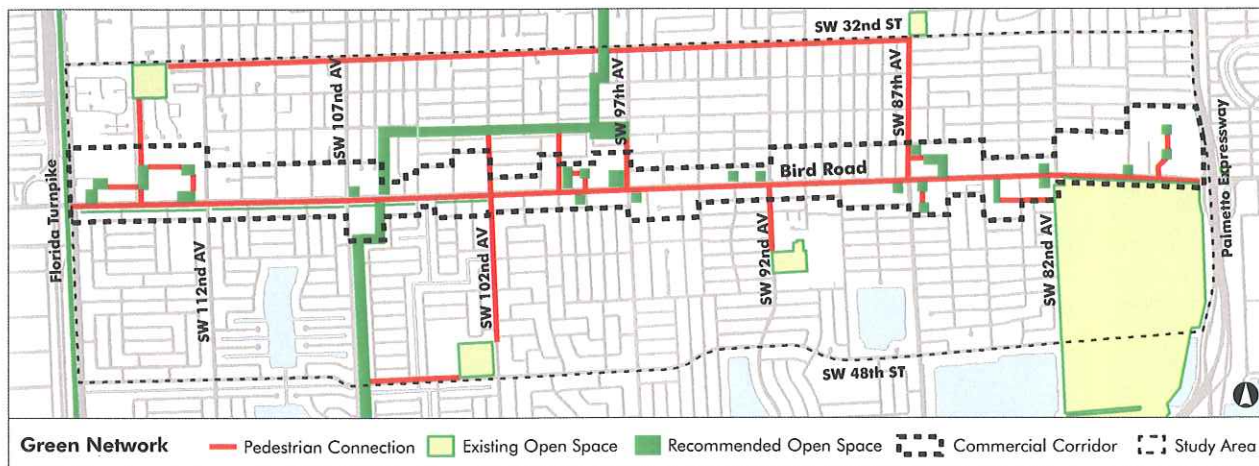 SW 32nd ST
SW 107nd AV
SW 97th AV
SW 87th AV
Bird Road
Florida Turnpike
Palmetto Expressway
SW 112nd AV
SW 102nd AV
SW 92nd AV
SW 82nd AV
SW 48th ST
Green Network
Pedestrian Connection
Existing Open Space
Recommended Open Space
Commercial Corridor
Study Area